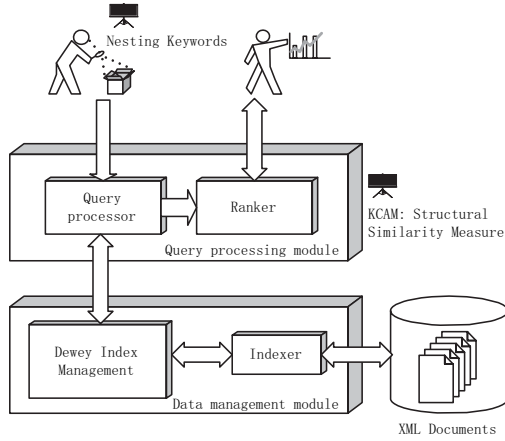 Nesting Keywords
Query
processor
Ranker
Query processing module
KCAM: Structural
Similarity Measure
Dewey Index
Management
Indexer
Data management module
XML Documents